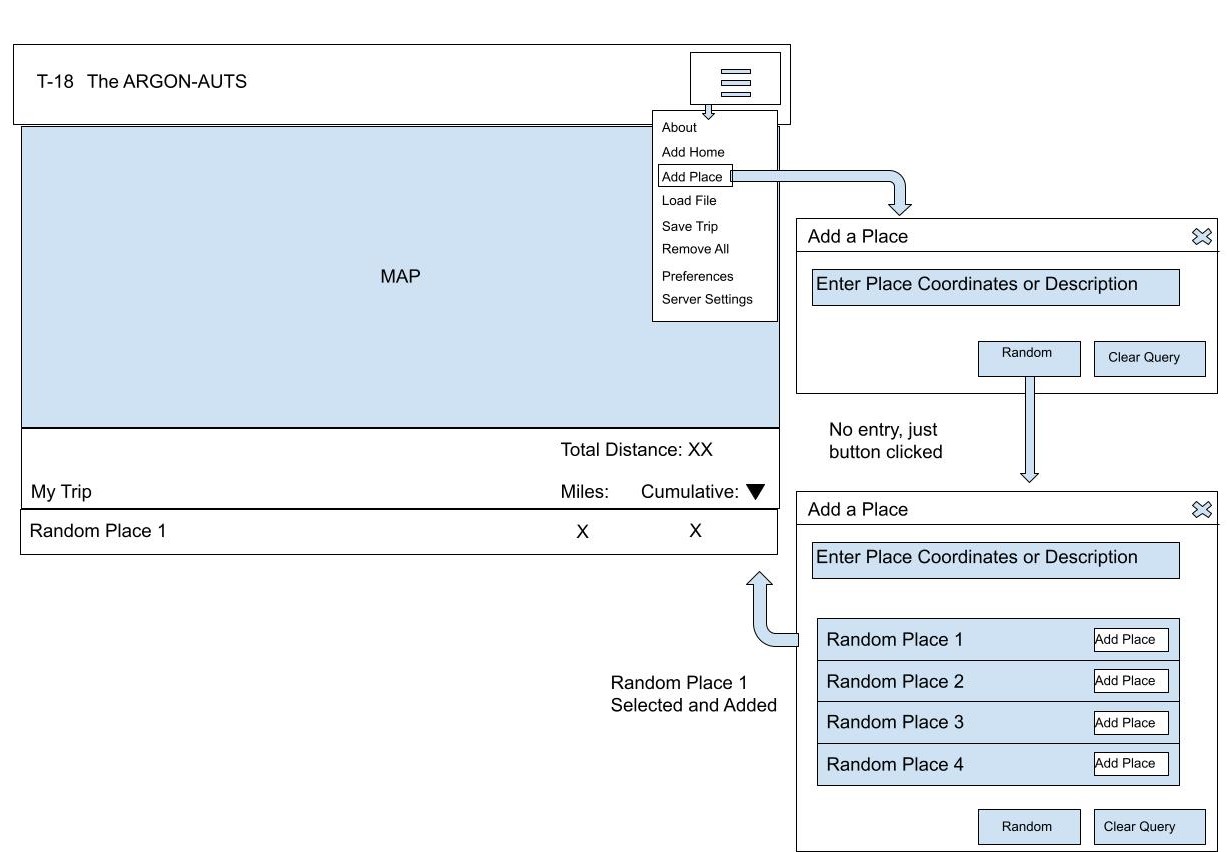 T-18 The ARGON-AUTS
About
Add Home
Add Place
Load File
Save Trip
Remove All
Preferences
Server Settings
MAP
Total Distance: XX
My Trip Miles: Cumulative:
Random Place 1 X X
Add a Place
Enter Place Coordinates or Description
Random Clear Query
No entry, just
button clicked
Add a Place
Enter Place Coordinates or Description
Random Place 1 Add Place
Random Place 2 Add Place
Random Place 3 Add Place
Random Place 4 Add Place
Random Clear Query
Random Place 1
Selected and Added